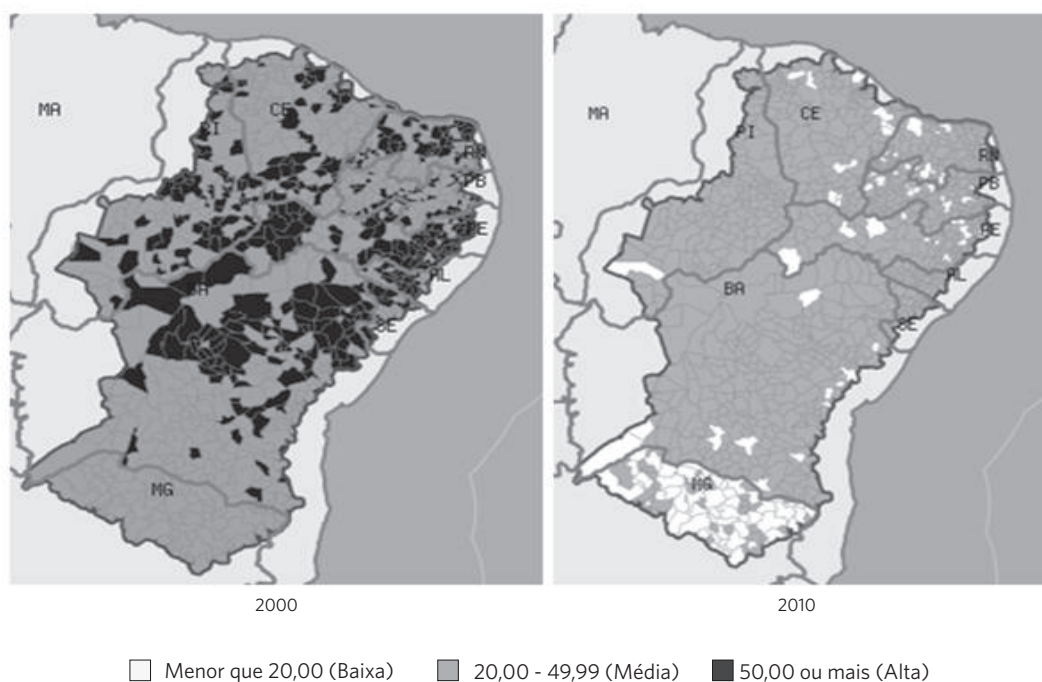 MA
PI
CE
RN
PB
PE
AL
BA
SE
MG
2000
MA
PI
CE
RN
PB
PE
AL
BA
SE
MG
2010
Menor que 20,00 (Baixa)
20,00 - 49,99 (Média)
50,00 ou mais (Alta)